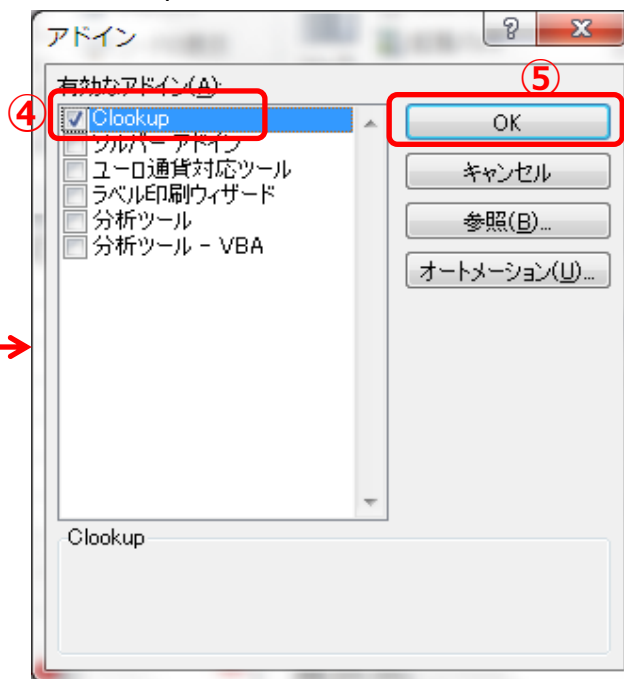 アドイン
有効なアドイン(A):
⑤
④
Clookup
OK
ソルバー アドイン
ユーロ通貨対応ツール
キャンセル
ラベル印刷ウィザード
分析ツール
参照(B)...
分析ツール - VBA
オートメーション(U)...
Clookup